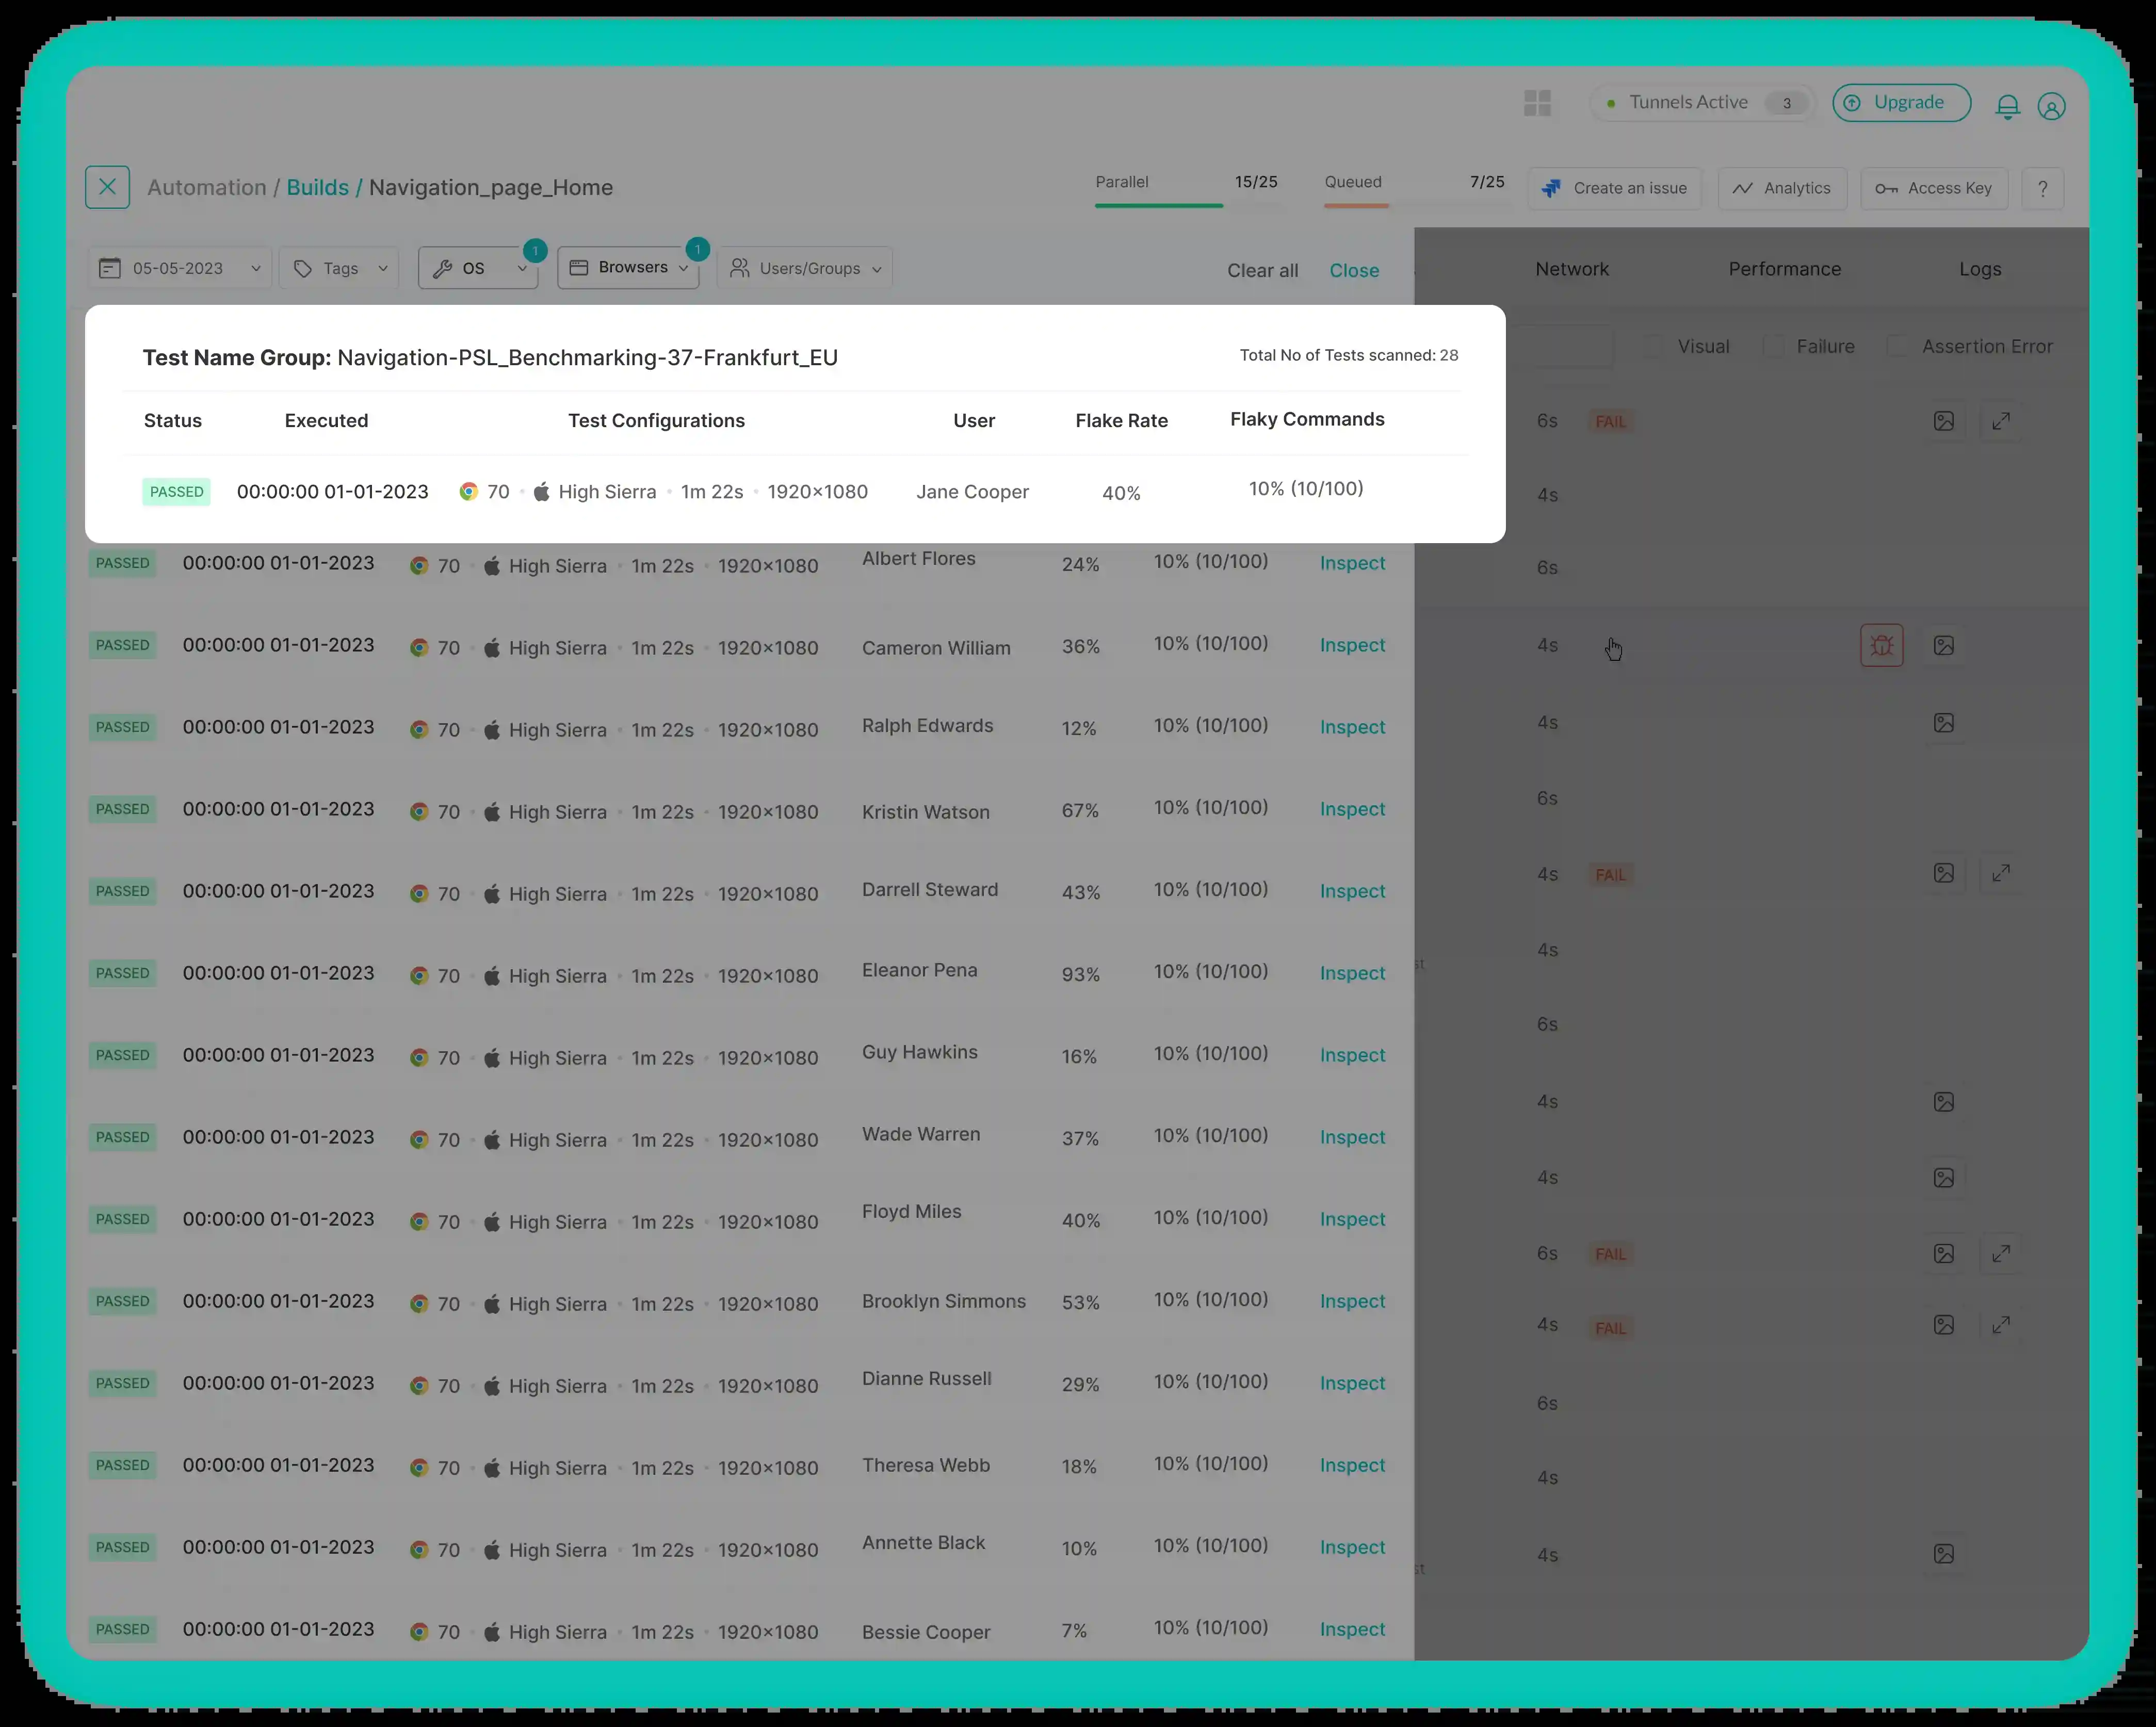 Tunnels Active 3 Upgrade
Automation / Builds / Navigation_page_Home
Parallel 15/25 Queued 7/25 Create an issue Analytics Access Key ?
05-05-2023 Tags OS 1 Browsers 1 Users/Groups Clear all Close
Network Performance Logs
Visual Failure Assertion Error
Test Name Group: Navigation-PSL_Benchmarking-37-Frankfurt_EU Total No of Tests scanned: 28
Status Executed Test Configurations User Flake Rate Flaky Commands
6s FAIL
PASSED 00:00:00 01-01-2023 70 High Sierra 1m 22s 1920×1080 Jane Cooper 40% 10% (10/100)
4s
PASSED 00:00:00 01-01-2023 70 High Sierra 1m 22s 1920×1080 Albert Flores 24% 10% (10/100) Inspect
6s
PASSED 00:00:00 01-01-2023 70 High Sierra 1m 22s 1920×1080 Cameron William 36% 10% (10/100) Inspect
4s
PASSED 00:00:00 01-01-2023 70 High Sierra 1m 22s 1920×1080 Ralph Edwards 12% 10% (10/100) Inspect
4s
PASSED 00:00:00 01-01-2023 70 High Sierra 1m 22s 1920×1080 Kristin Watson 67% 10% (10/100) Inspect
6s
PASSED 00:00:00 01-01-2023 70 High Sierra 1m 22s 1920×1080 Darrell Steward 43% 10% (10/100) Inspect
4s FAIL
PASSED 00:00:00 01-01-2023 70 High Sierra 1m 22s 1920×1080 Eleanor Pena 93% 10% (10/100) Inspect
st
4s
6s
PASSED 00:00:00 01-01-2023 70 High Sierra 1m 22s 1920×1080 Guy Hawkins 16% 10% (10/100) Inspect
4s
PASSED 00:00:00 01-01-2023 70 High Sierra 1m 22s 1920×1080 Wade Warren 37% 10% (10/100) Inspect
4s
PASSED 00:00:00 01-01-2023 70 High Sierra 1m 22s 1920×1080 Floyd Miles 40% 10% (10/100) Inspect
6s FAIL
PASSED 00:00:00 01-01-2023 70 High Sierra 1m 22s 1920×1080 Brooklyn Simmons 53% 10% (10/100) Inspect
4s FAIL
PASSED 00:00:00 01-01-2023 70 High Sierra 1m 22s 1920×1080 Dianne Russell 29% 10% (10/100) Inspect
6s
PASSED 00:00:00 01-01-2023 70 High Sierra 1m 22s 1920×1080 Theresa Webb 18% 10% (10/100) Inspect
4s
PASSED 00:00:00 01-01-2023 70 High Sierra 1m 22s 1920×1080 Annette Black 10% 10% (10/100) Inspect
4s
st
PASSED 00:00:00 01-01-2023 70 High Sierra 1m 22s 1920×1080 Bessie Cooper 7% 10% (10/100) Inspect